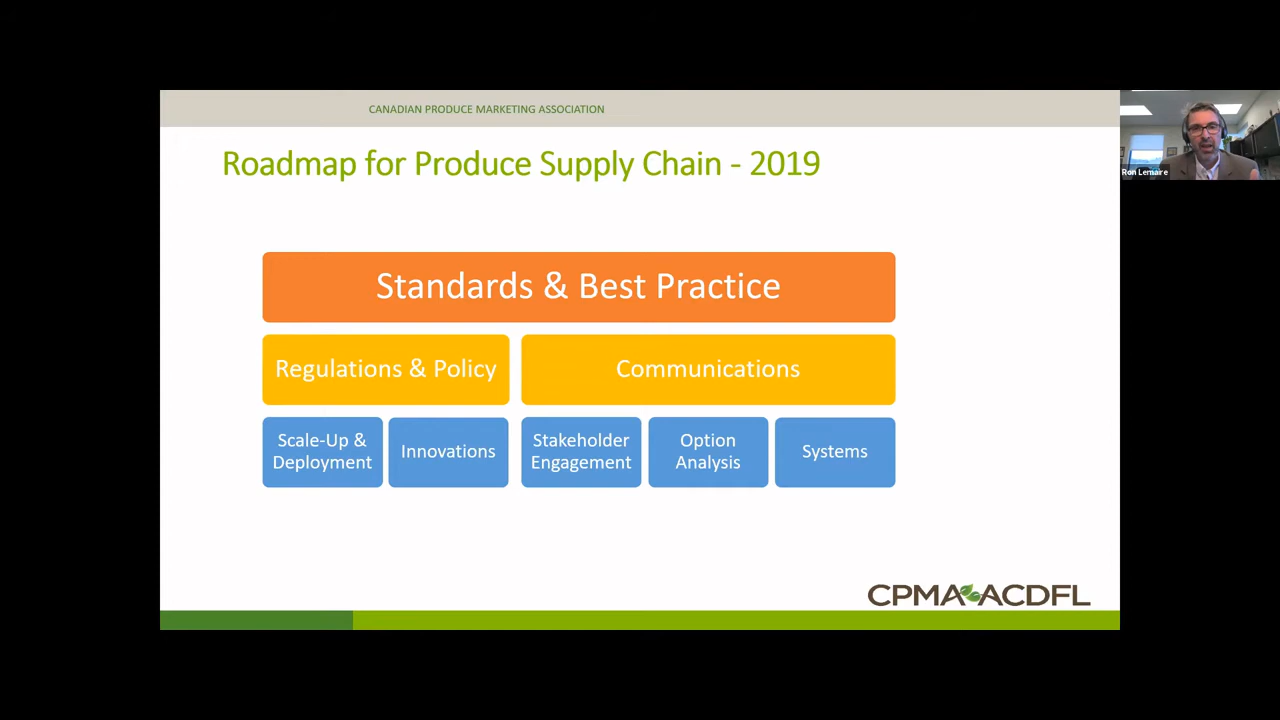 CANADIAN PRODUCE MARKETING ASSOCIATION
Roadmap for Produce Supply Chain - 2019
Ron Lemaire
Standards & Best Practice
Regulations & Policy
Communications
Scale-Up &
Deployment
Innovations
Stakeholder
Engagement
Option
Analysis
Systems
CPMA ACDFL